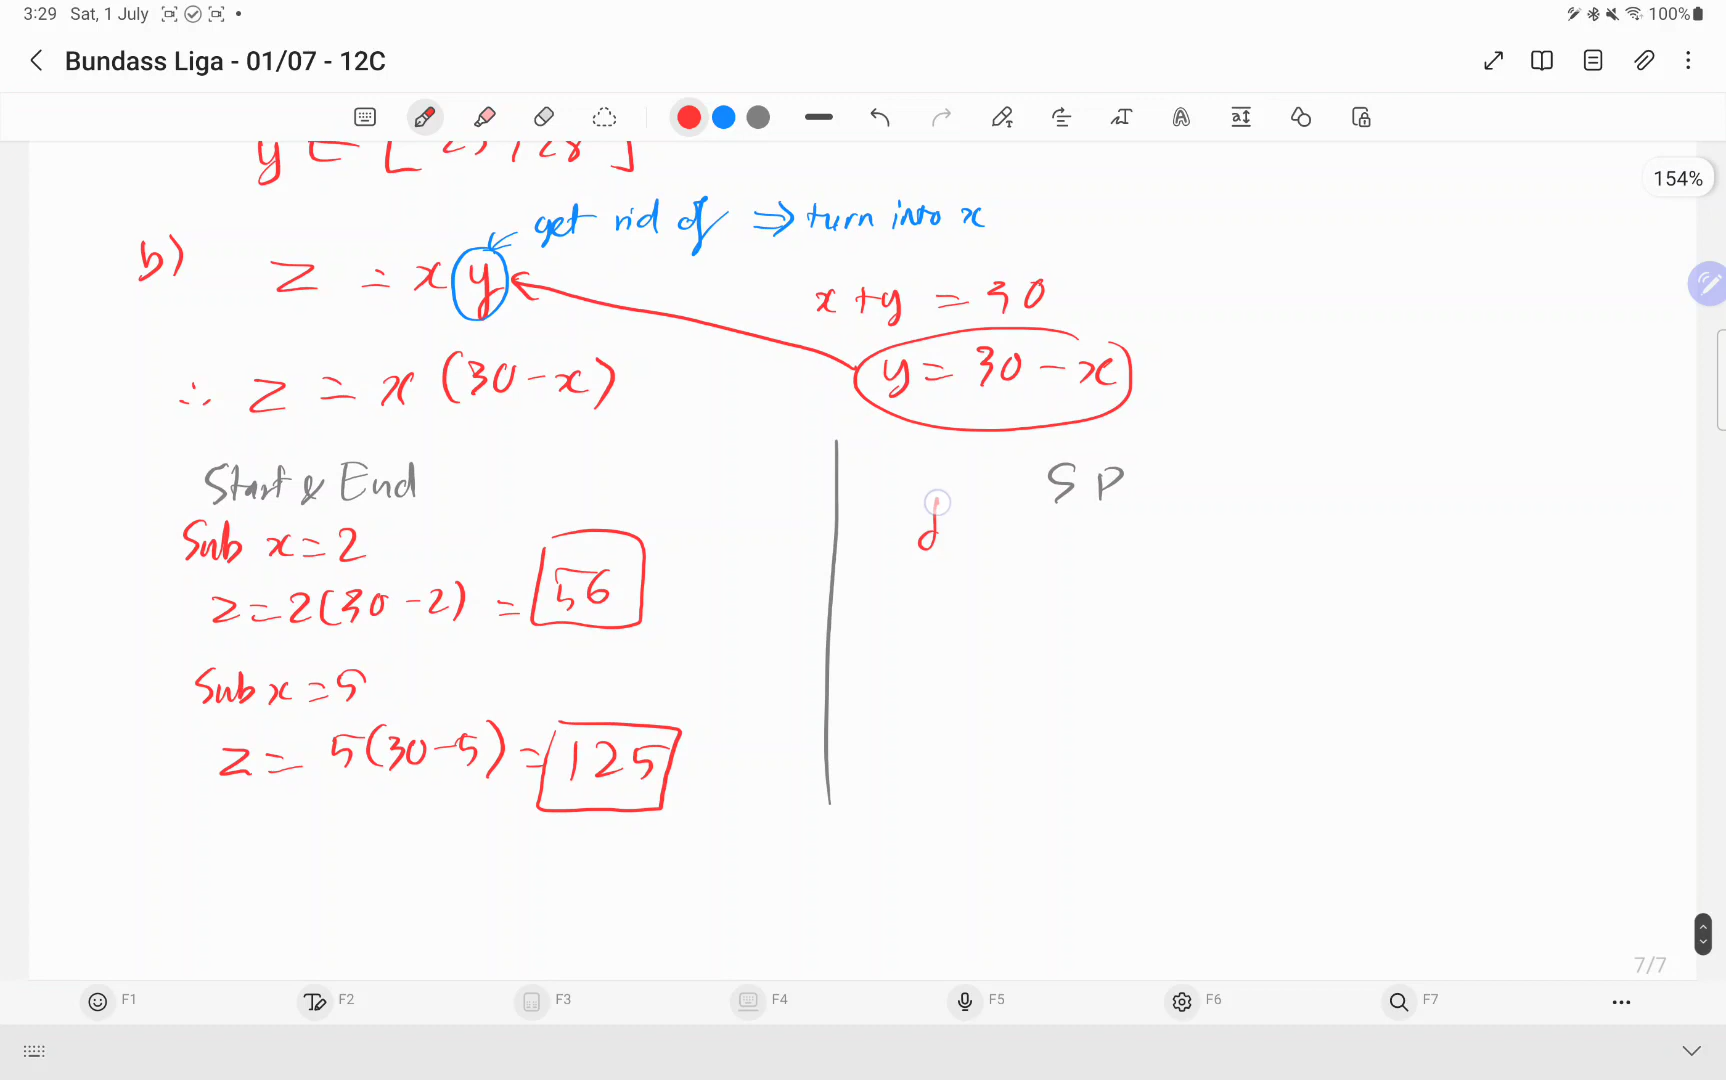 3:29 Sat, 1 July
100%
Bundass Liga - 01/07 - 12C
154%
get rid of ⇒ turn into x
b) z = xy
x + y = 30
y = 30 - x
∴ z = x (30 - x)
Start & End
S P
Sub x = 2
d
z = 2(30 - 2) = 56
Sub x = 5
z = 5(30 - 5) = 125
7/7
F1 F2 F3 F4 F5 F6 F7